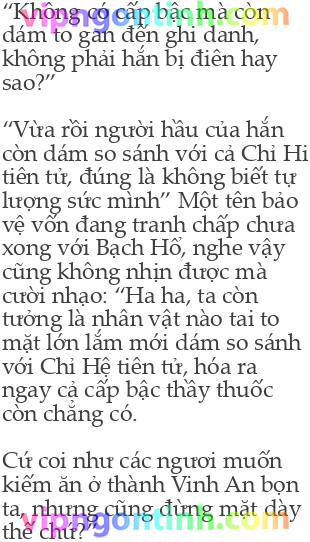 “Không có cấp bậc mà còn
dám to gan đến ghi danh,
không phải hắn bị điên hay
sao?”
“Vừa rồi người hầu của hắn
còn dám so sánh với cả Chỉ Hi
tiên tử, đúng là không biết tự
lượng sức mình” Một tên bảo
vệ vốn đang tranh chấp chưa
xong với Bạch Hổ, nghe vậy
cũng không nhịn được mà
cười nhạo: “Ha ha, ta còn
tưởng là nhân vật nào tai to
mặt lớn lắm mới dám so sánh
với Chỉ Hệ tiên tử, hóa ra
ngay cả cấp bậc thầy thuốc
còn chẳng có.
Cứ coi như các ngươi muốn
kiếm ăn ở thành Vinh An bọn
ta, nhưng cũng đừng mặt dày
thế chứ?”
vipngontinh.com
vipngontinh.com